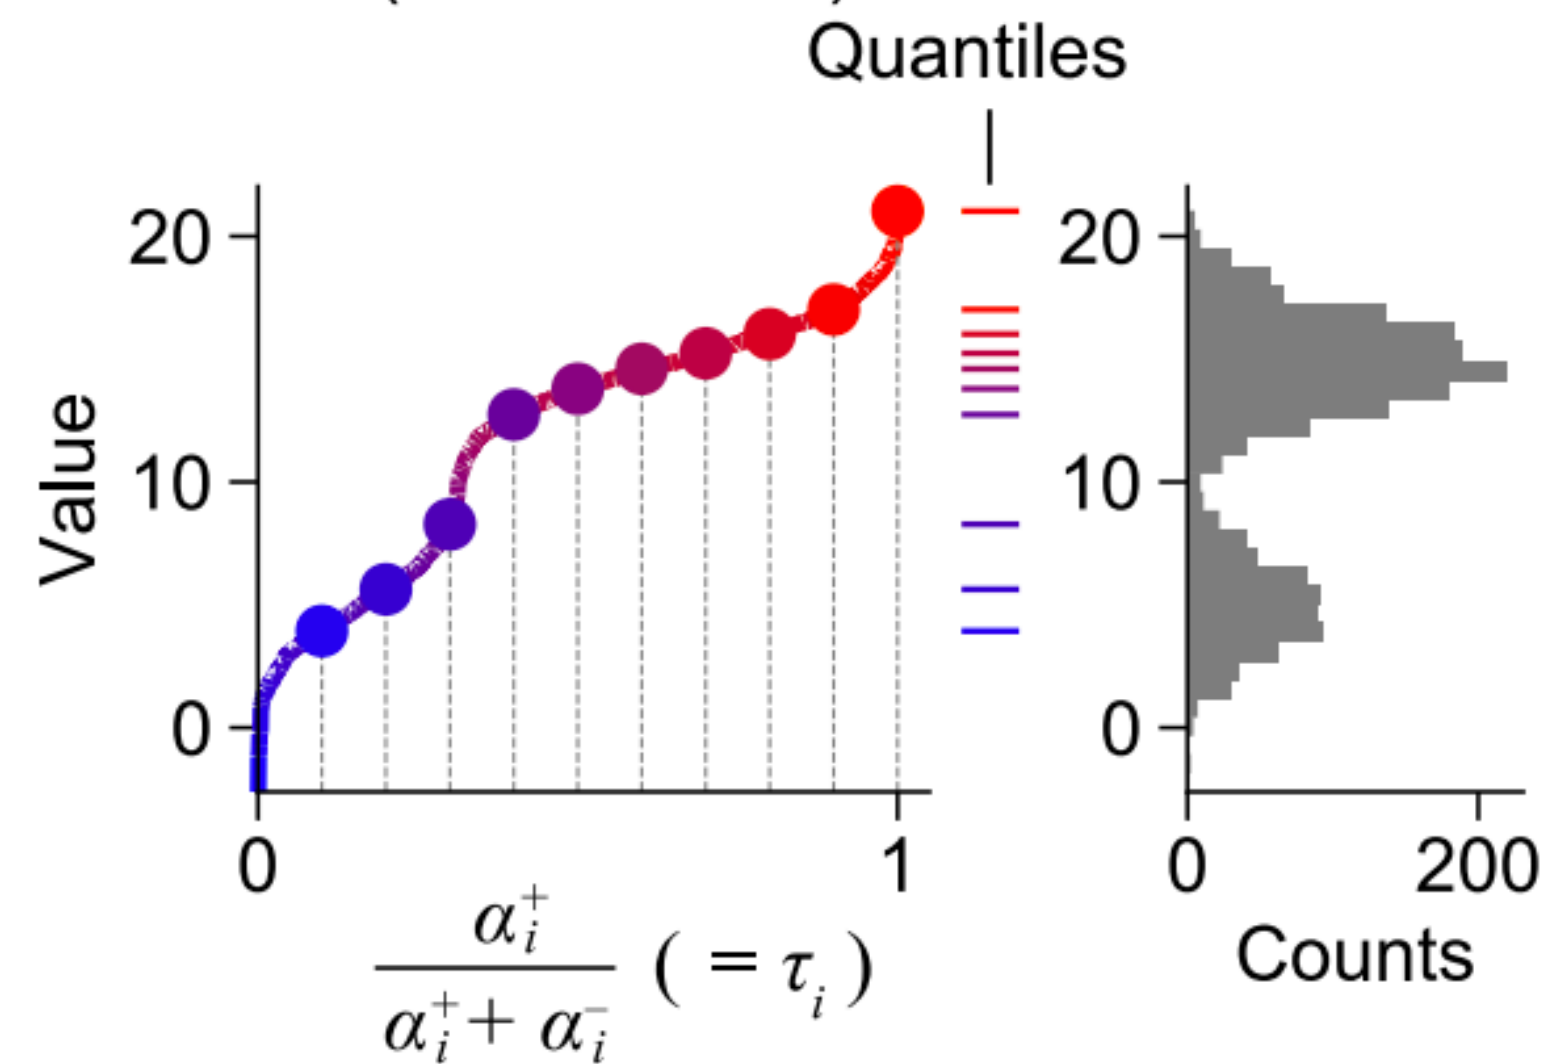 Quantiles
20
10
0
Value
0
1
α_i^+ / (α_i^+ + α_i^-) ( = τ_i )
20
10
0
0
200
Counts